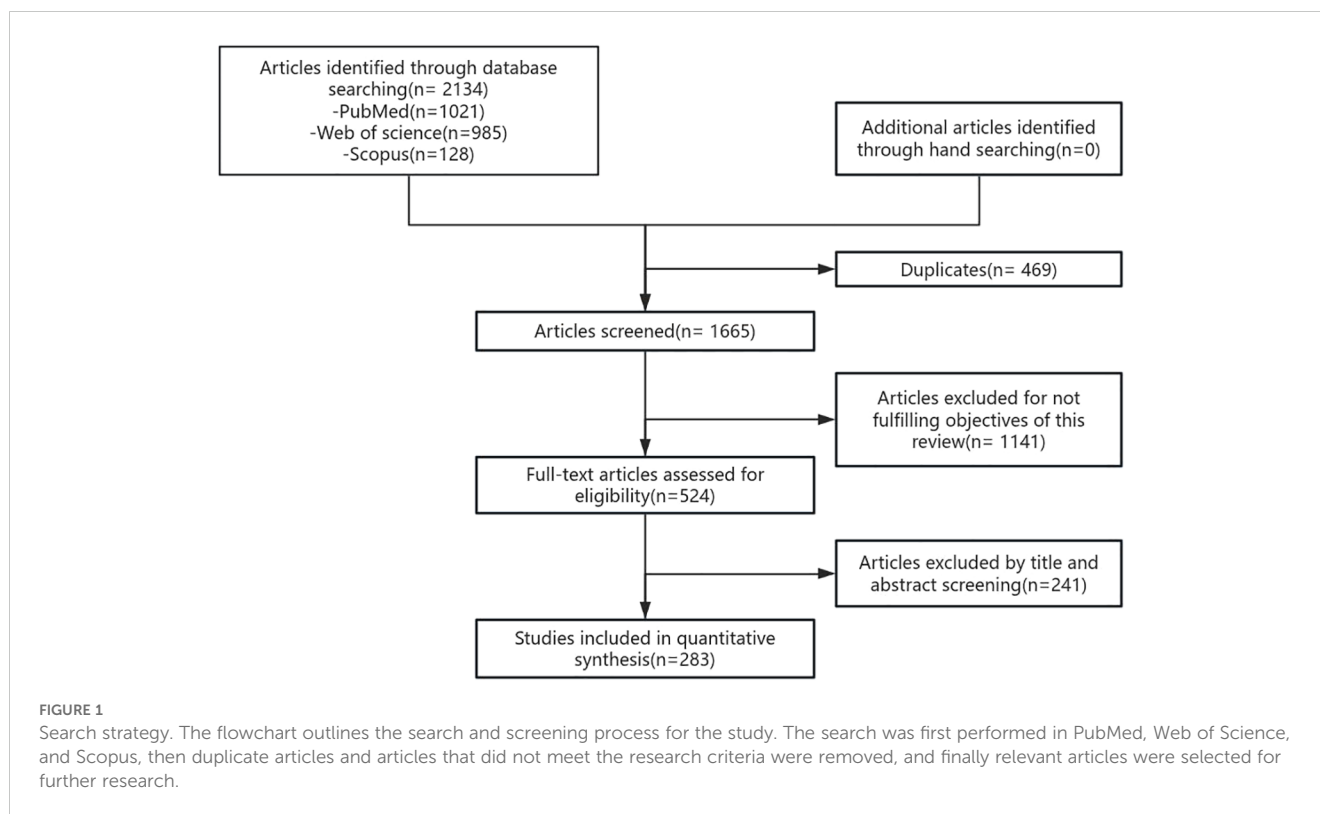 Articles identified through database
searching(n= 2134)
-PubMed(n=1021)
-Web of science(n=985)
-Scopus(n=128)
Additional articles identified
through hand searching(n=0)
Duplicates(n= 469)
Articles screened(n= 1665)
Articles excluded for not
fulfilling objectives of this
review(n= 1141)
Full-text articles assessed for
eligibility(n=524)
Articles excluded by title and
abstract screening(n=241)
Studies included in quantitative
synthesis(n=283)
FIGURE 1
Search strategy. The flowchart outlines the search and screening process for the study. The search was first performed in PubMed, Web of Science,
and Scopus, then duplicate articles and articles that did not meet the research criteria were removed, and finally relevant articles were selected for
further research.